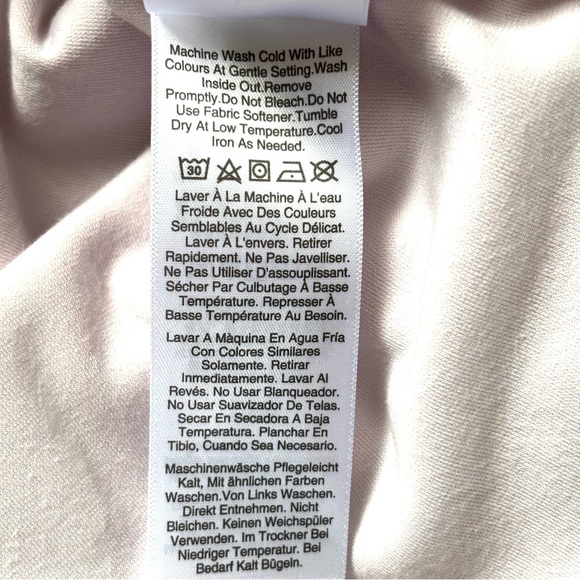 Machine Wash Cold With Like
Colours At Gentle Setting.Wash
Inside Out.Remove
Promptly.Do Not Bleach.Do Not
Use Fabric Softener.Tumble
Dry At Low Temperature.Cool
Iron As Needed.
30
Laver À La Machine À L'eau
Froide Avec Des Couleurs
Semblables Au Cycle Délicat.
Laver À L'envers. Retirer
Rapidement. Ne Pas Javelliser.
Ne Pas Utiliser D'assouplissant.
Sécher Par Culbutage À Basse
Température. Represser À
Basse Température Au Besoin.
Lavar A Màquina En Agua Fría
Con Colores Similares
Solamente. Retirar
Inmediatamente. Lavar Al
Revés. No Usar Blanqueador.
No Usar Suavizador De Telas.
Secar En Secadora A Baja
Temperatura. Planchar En
Tibio, Cuando Sea Necesario.
Maschinenwäsche Pflegeleicht
Kalt, Mit ähnlichen Farben
Waschen.Von Links Waschen.
Direkt Entnehmen. Nicht
Bleichen. Keinen Weichspüler
Verwenden. Im Trockner Bei
Niedriger Temperatur. Bei
Bedarf Kalt Bügeln.